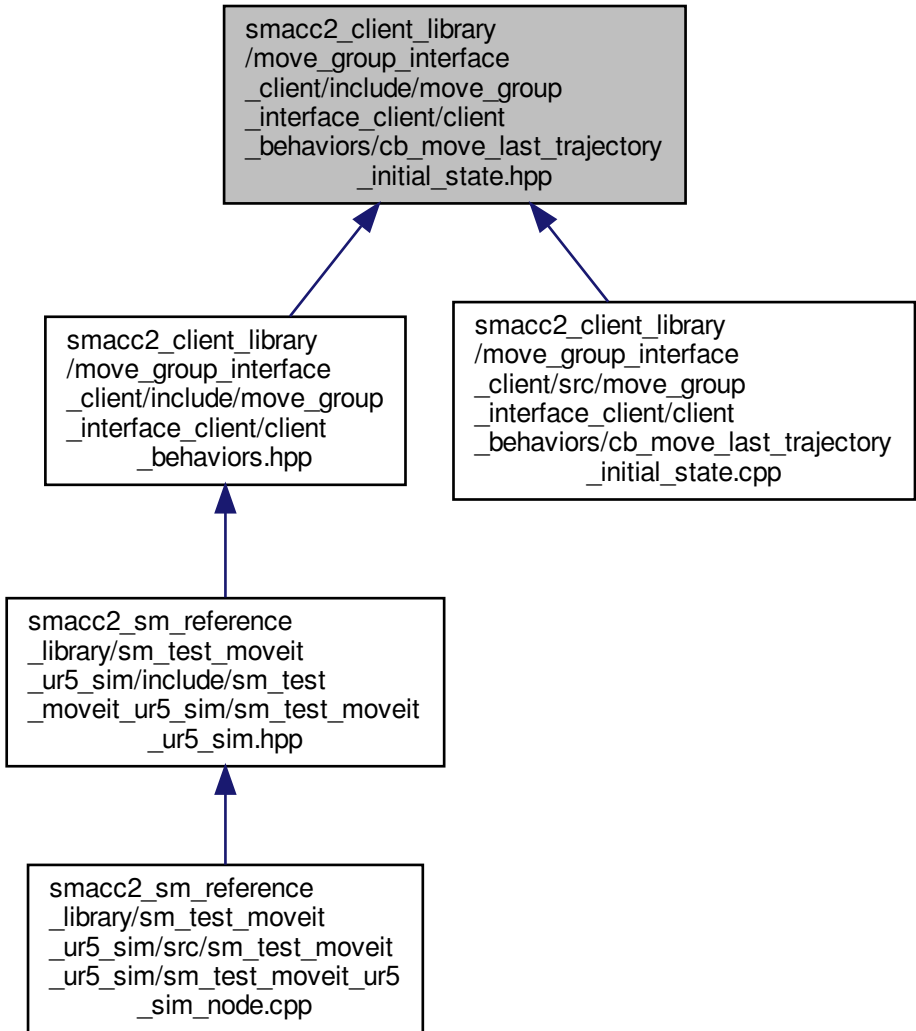 smacc2_client_library
/move_group_interface
_client/include/move_group
_interface_client/client
_behaviors/cb_move_last_trajectory
_initial_state.hpp
smacc2_client_library
/move_group_interface
_client/include/move_group
_interface_client/client
_behaviors.hpp
smacc2_client_library
/move_group_interface
_client/src/move_group
_interface_client/client
_behaviors/cb_move_last_trajectory
_initial_state.cpp
smacc2_sm_reference
_library/sm_test_moveit
_ur5_sim/include/sm_test
_moveit_ur5_sim/sm_test_moveit
_ur5_sim.hpp
smacc2_sm_reference
_library/sm_test_moveit
_ur5_sim/src/sm_test_moveit
_ur5_sim/sm_test_moveit_ur5
_sim_node.cpp